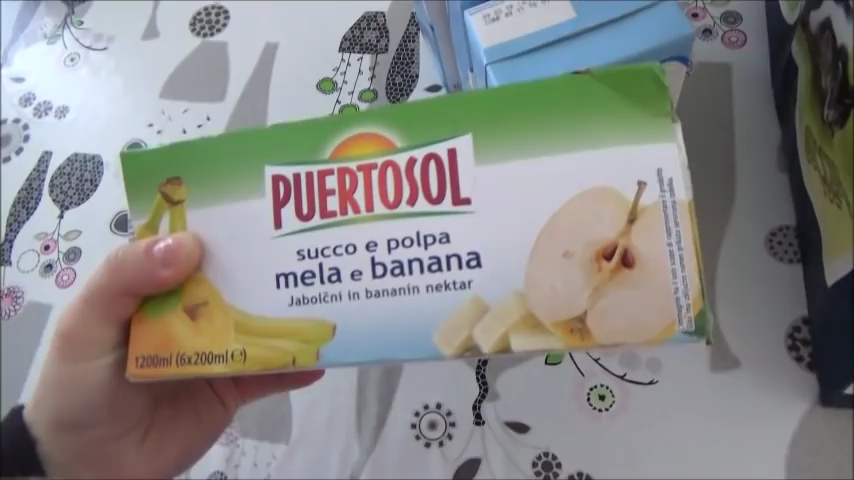 PUERTOSOL
succo e polpa
mela e banana
Jabolčni in bananin nektar
1200ml (6x200ml ℮)